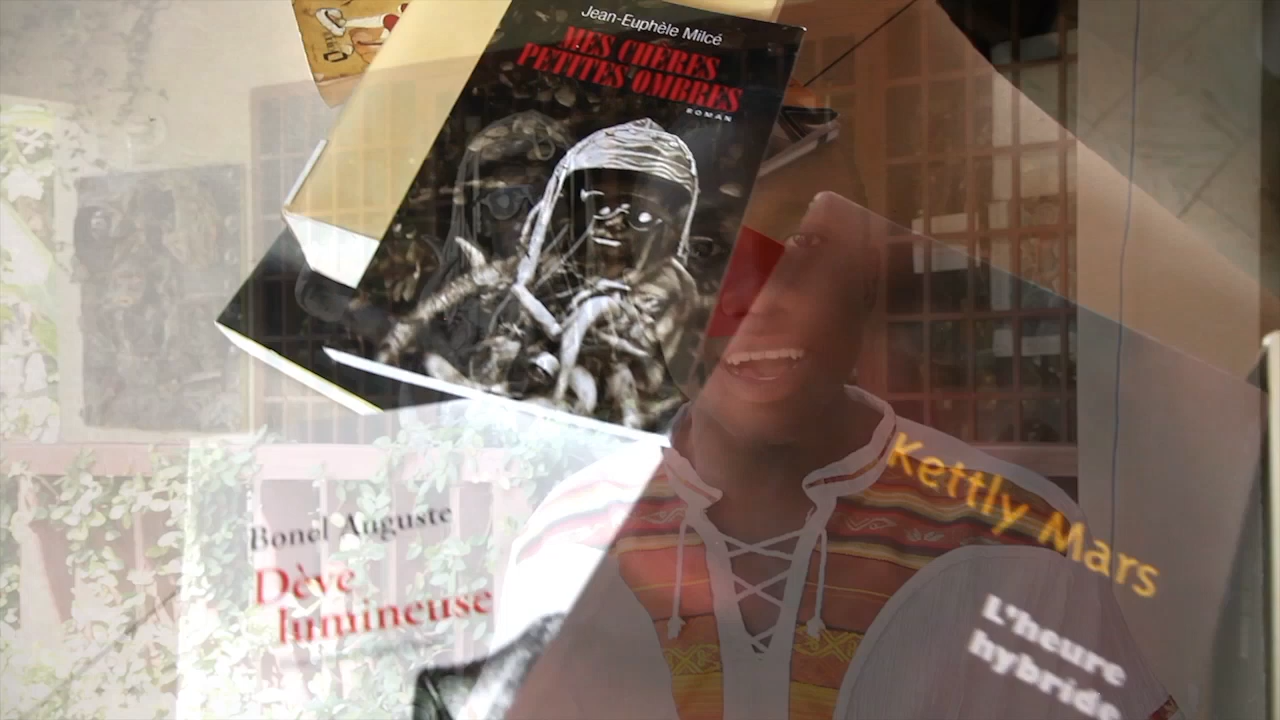 Jean-Euphèle Milcé
MES CHÈRES
PETITES OMBRES
ROMAN
Bonel Auguste
Dève
lumineuse
Kettly Mars
L'heure
hybride